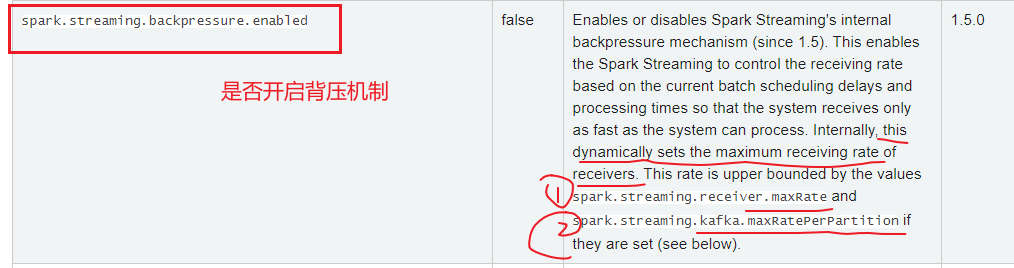 spark.streaming.backpressure.enabled
false
Enables or disables Spark Streaming's internal
backpressure mechanism (since 1.5). This enables
the Spark Streaming to control the receiving rate
based on the current batch scheduling delays and
processing times so that the system receives only
as fast as the system can process. Internally, this
dynamically sets the maximum receiving rate of
receivers. This rate is upper bounded by the values
① spark.streaming.receiver.maxRate and
② spark.streaming.kafka.maxRatePerPartition if
they are set (see below).
1.5.0
是否开启背压机制